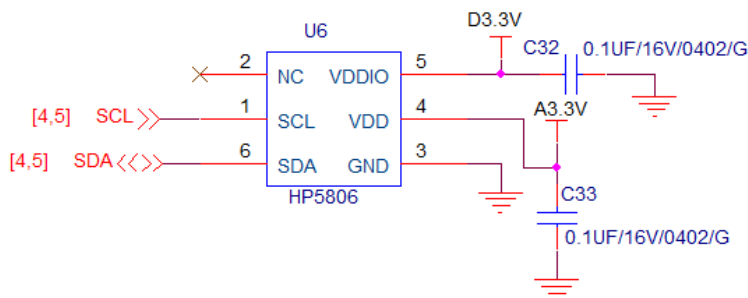 D3.3V
U6
C32 0.1UF/16V/0402/G
2 NC VDDIO 5
A3.3V
[4,5] SCL 1 SCL VDD 4
[4,5] SDA 6 SDA GND 3
HP5806
C33
0.1UF/16V/0402/G